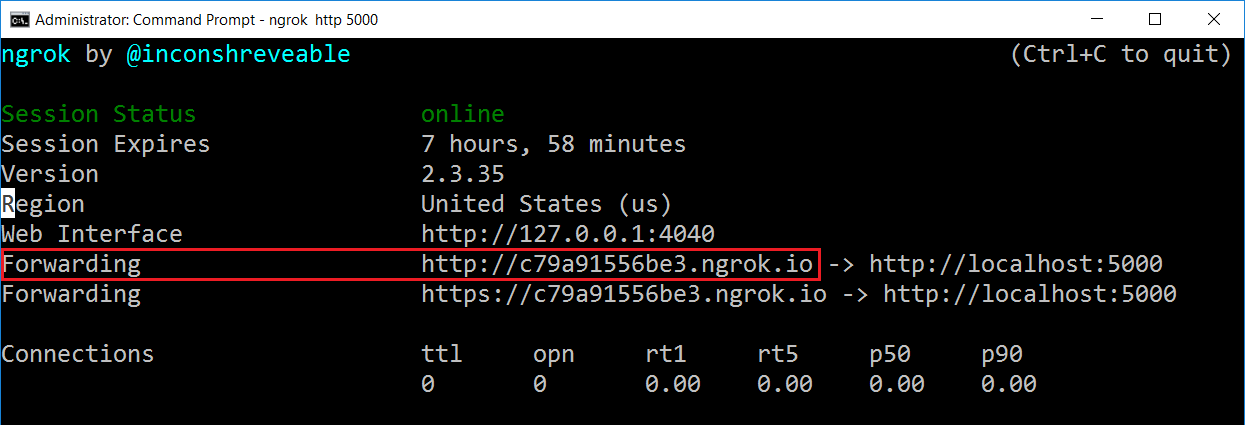 Administrator: Command Prompt - ngrok http 5000
ngrok by @inconshreveable (Ctrl+C to quit)
Session Status online
Session Expires 7 hours, 58 minutes
Version 2.3.35
Region United States (us)
Web Interface http://127.0.0.1:4040
Forwarding http://c79a91556be3.ngrok.io -> http://localhost:5000
Forwarding https://c79a91556be3.ngrok.io -> http://localhost:5000
Connections ttl opn rt1 rt5 p50 p90
0 0 0.00 0.00 0.00 0.00